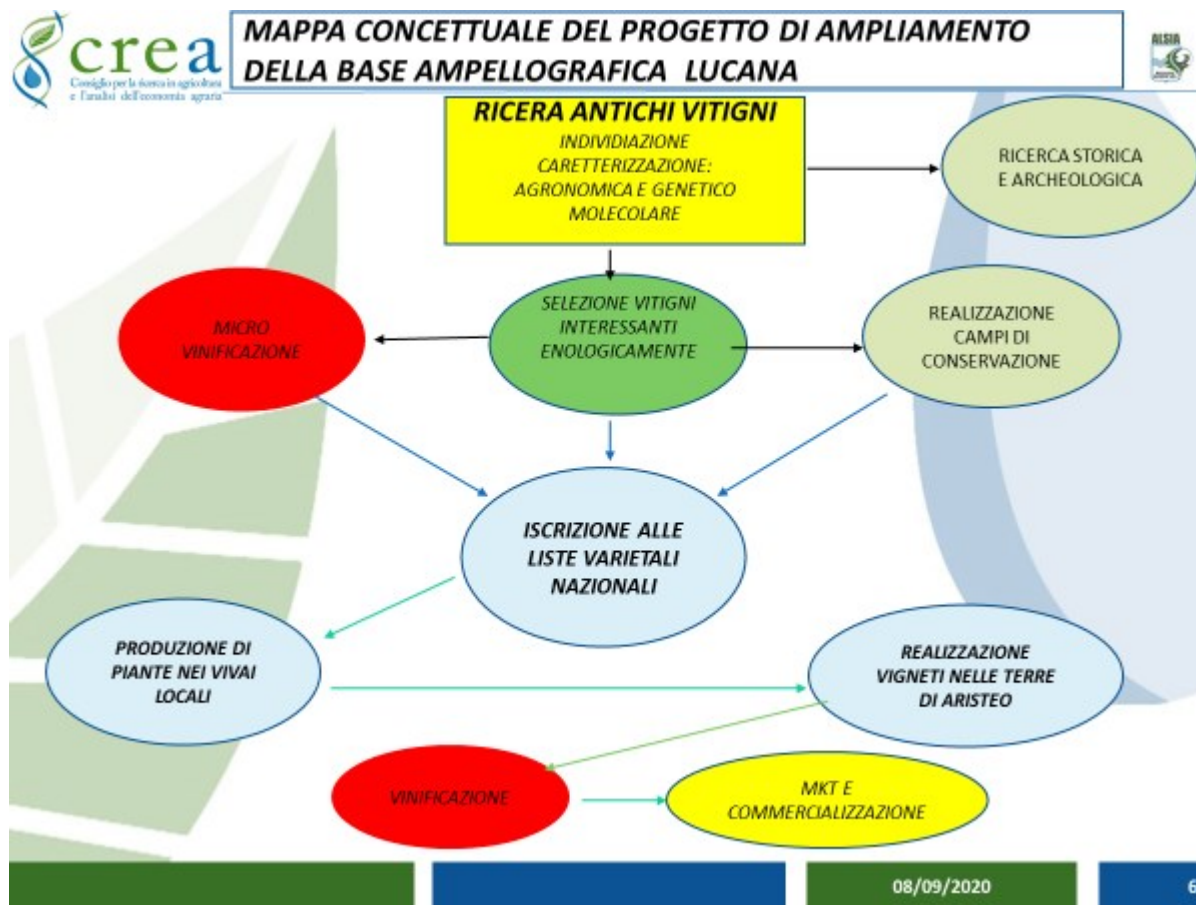 crea
Consiglio per la ricerca in agricoltura
e l'analisi dell'economia agraria
MAPPA CONCETTUALE DEL PROGETTO DI AMPLIAMENTO
DELLA BASE AMPELLOGRAFICA LUCANA
ALSIA
RICERA ANTICHI VITIGNI
INDIVIDIAZIONE
CARETTERIZZAZIONE:
AGRONOMICA E GENETICO
MOLECOLARE
RICERCA STORICA
E ARCHEOLOGICA
MICRO
VINIFICAZIONE
SELEZIONE VITIGNI
INTERESSANTI
ENOLOGICAMENTE
REALIZZAZIONE
CAMPI DI
CONSERVAZIONE
ISCRIZIONE ALLE
LISTE VARIETALI
NAZIONALI
PRODUZIONE DI
PIANTE NEI VIVAI
LOCALI
REALIZZAZIONE
VIGNETI NELLE TERRE
DI ARISTEO
VINIFICAZIONE
MKT E
COMMERCIALIZZAZIONE
08/09/2020
6